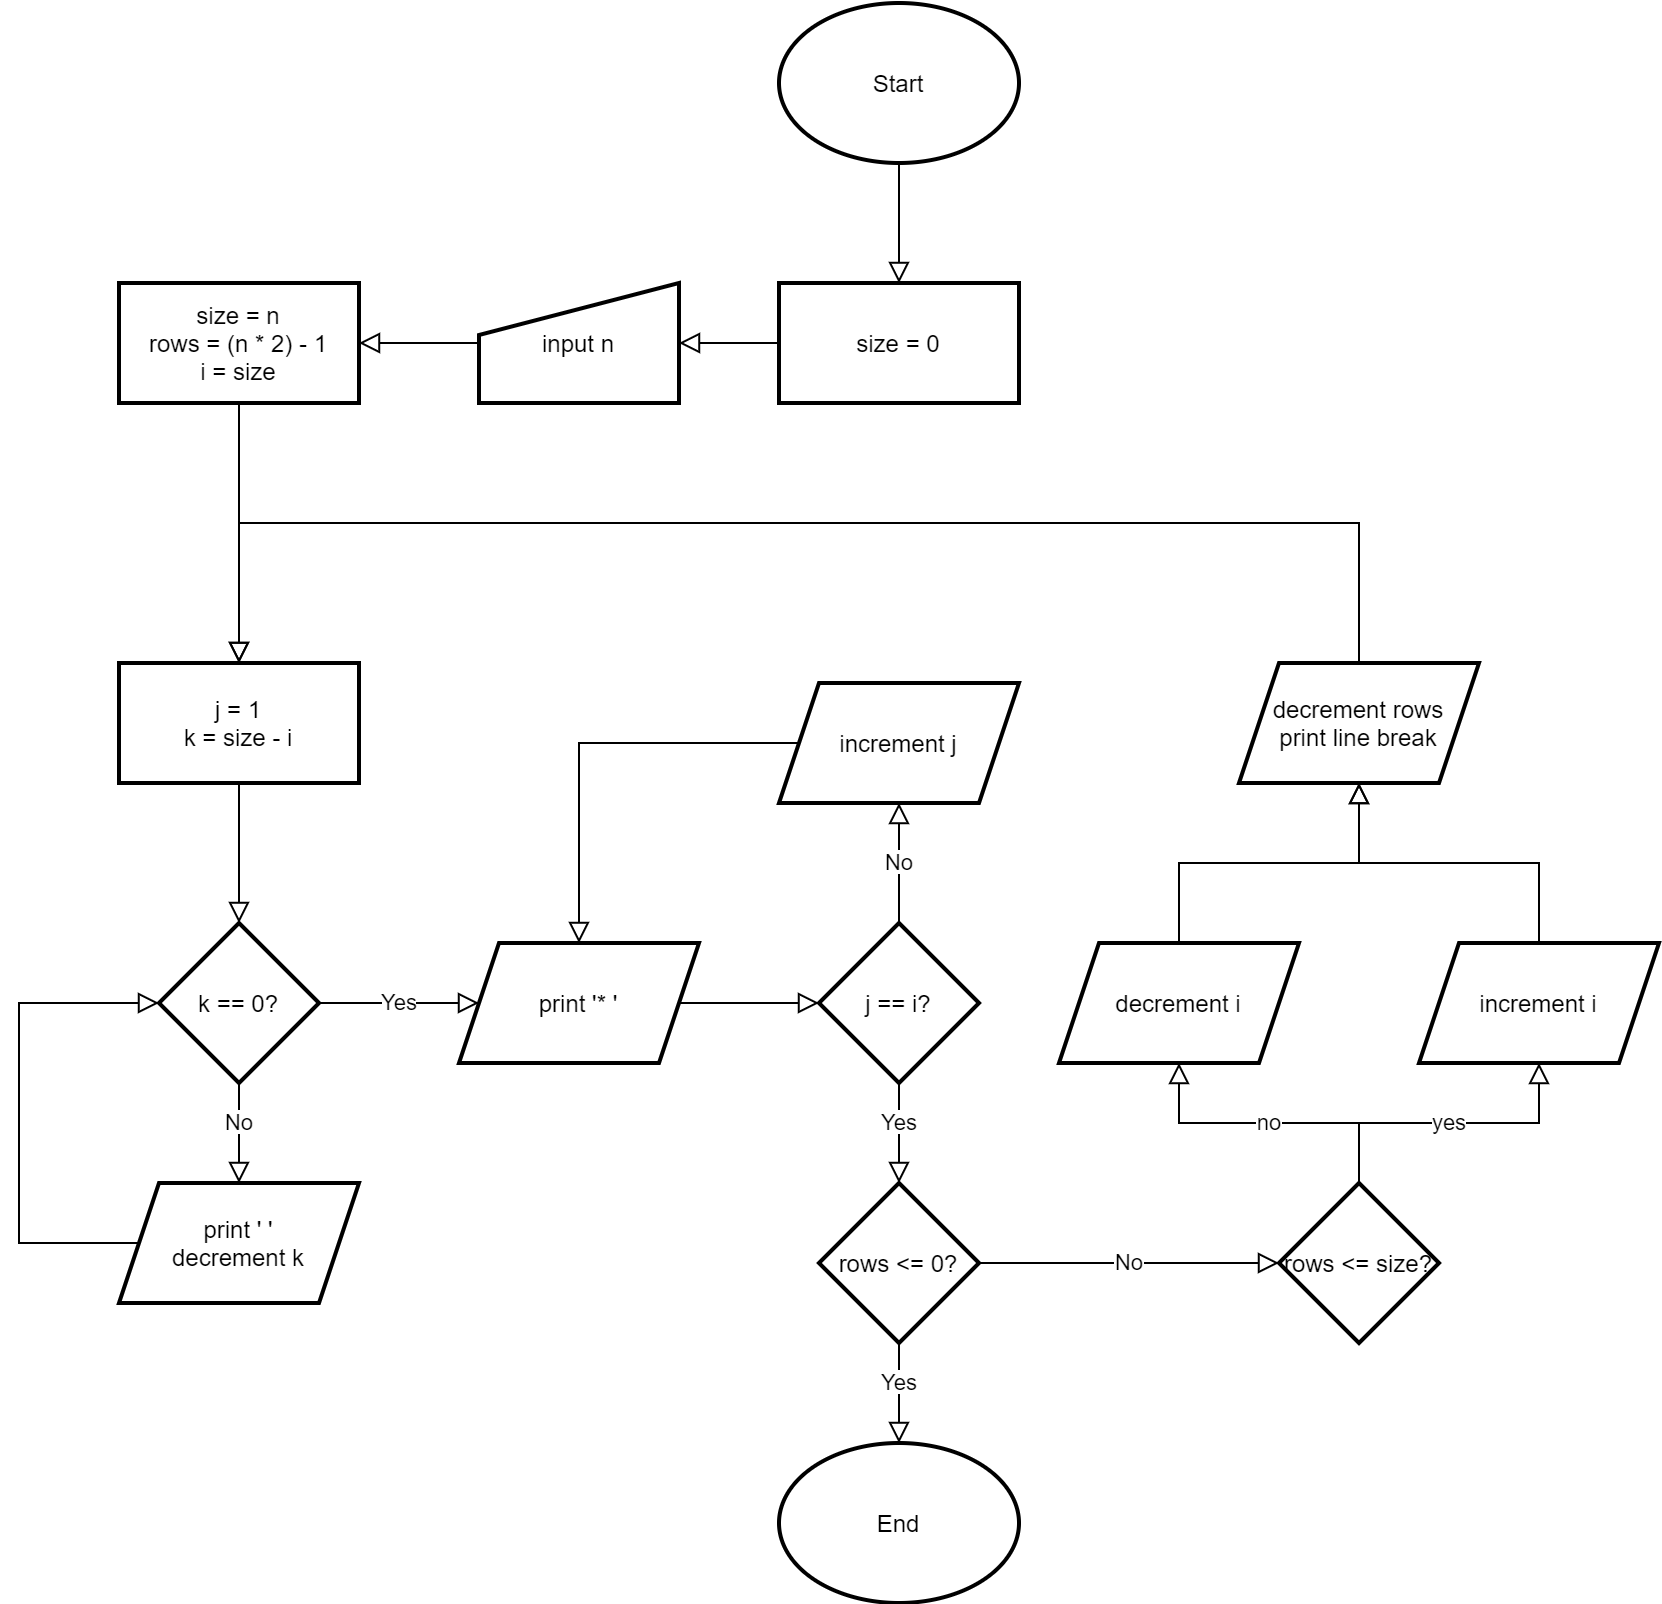 Start
size = 0
input n
size = n
rows = (n * 2) - 1
i = size
j = 1
k = size - i
k == 0?
No
print ' '
decrement k
Yes
print '* '
j == i?
No
increment j
Yes
rows <= 0?
Yes
End
No
rows <= size?
no
yes
decrement i
increment i
decrement rows
print line break